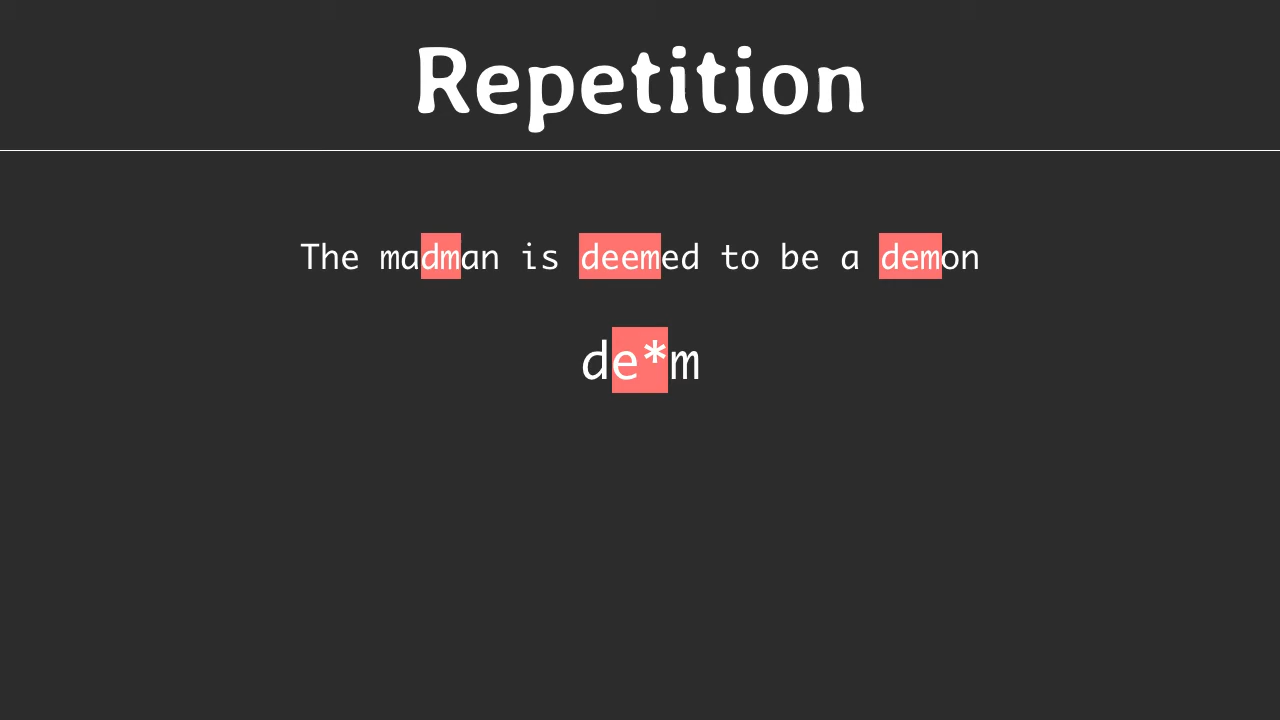 Repetition
The madman is deemed to be a demon
de*m